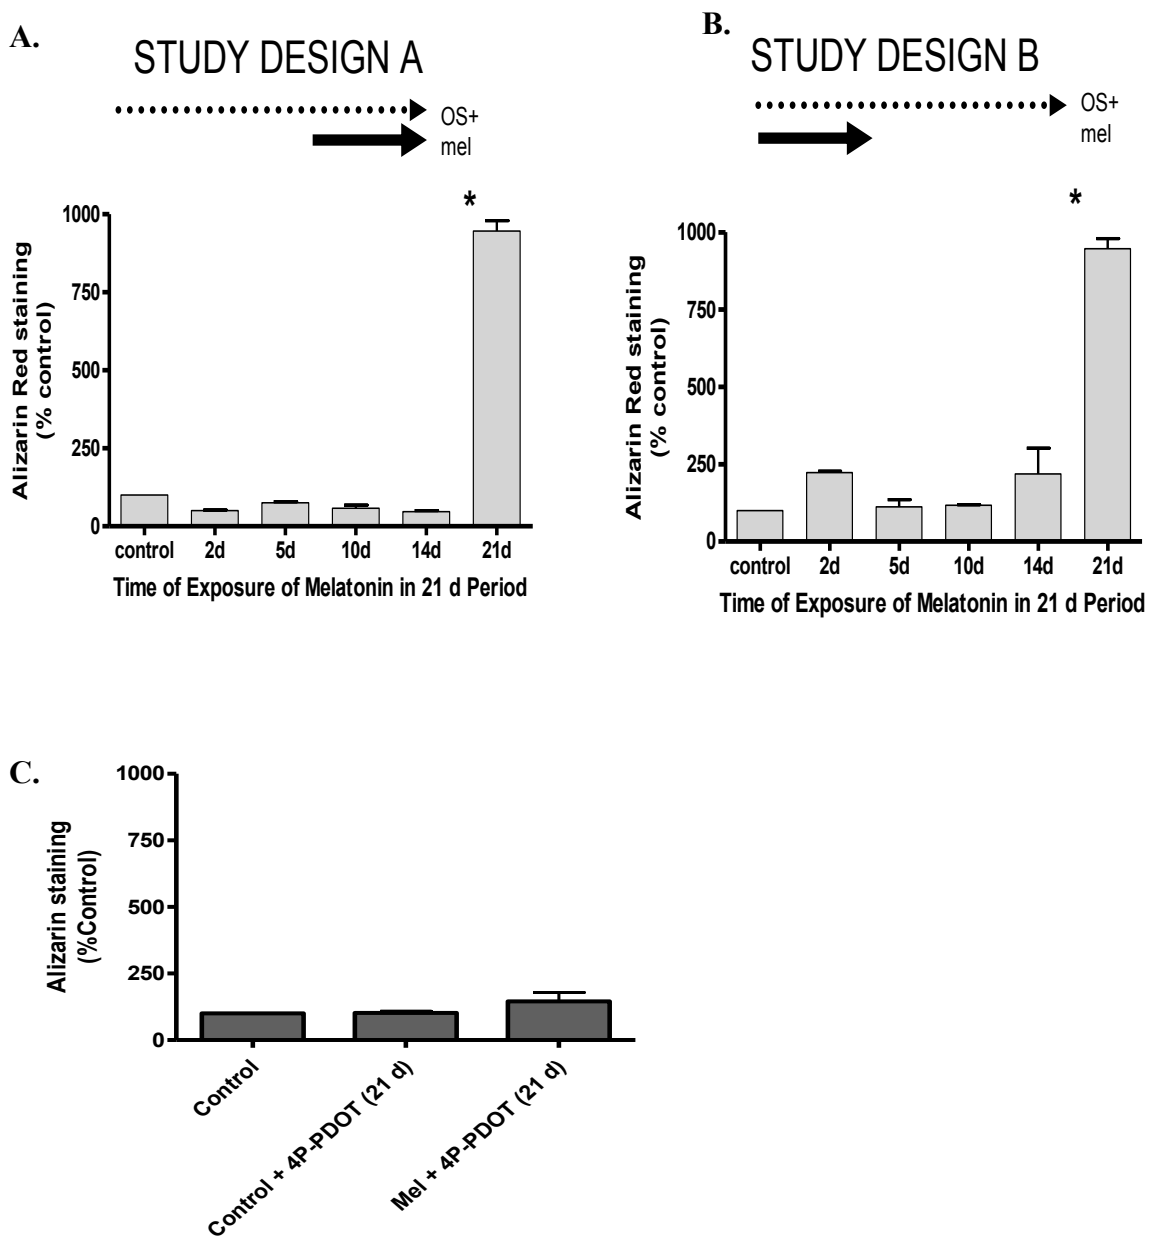 A.
STUDY DESIGN A
OS+
mel
*
1000
750
500
250
0
Alizarin Red staining
(% control)
control 2d 5d 10d 14d 21d
Time of Exposure of Melatonin in 21 d Period
B.
STUDY DESIGN B
OS+
mel
*
1000
750
500
250
0
Alizarin Red staining
(% control)
control 2d 5d 10d 14d 21d
Time of Exposure of Melatonin in 21 d Period
C.
1000
750
500
250
0
Alizarin staining
(%Control)
Control
Control + 4P-PDOT (21 d)
Mel + 4P-PDOT (21 d)